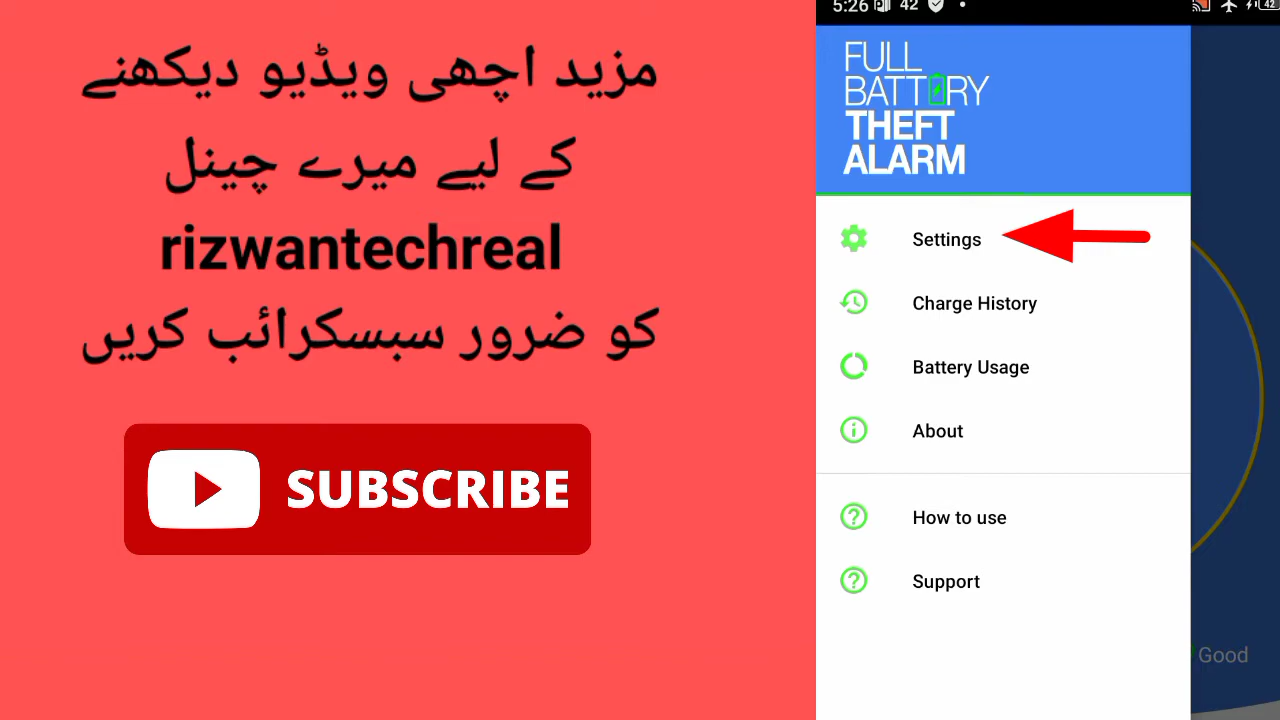 مزید اچھی ویڈیو دیکھنے
کے لیے میرے چینل
rizwantechreal
کو ضرور سبسکرائب کریں
SUBSCRIBE
5:26 42 42
FULL
BATTERY
THEFT
ALARM
Settings
Charge History
Battery Usage
About
How to use
Support
Good